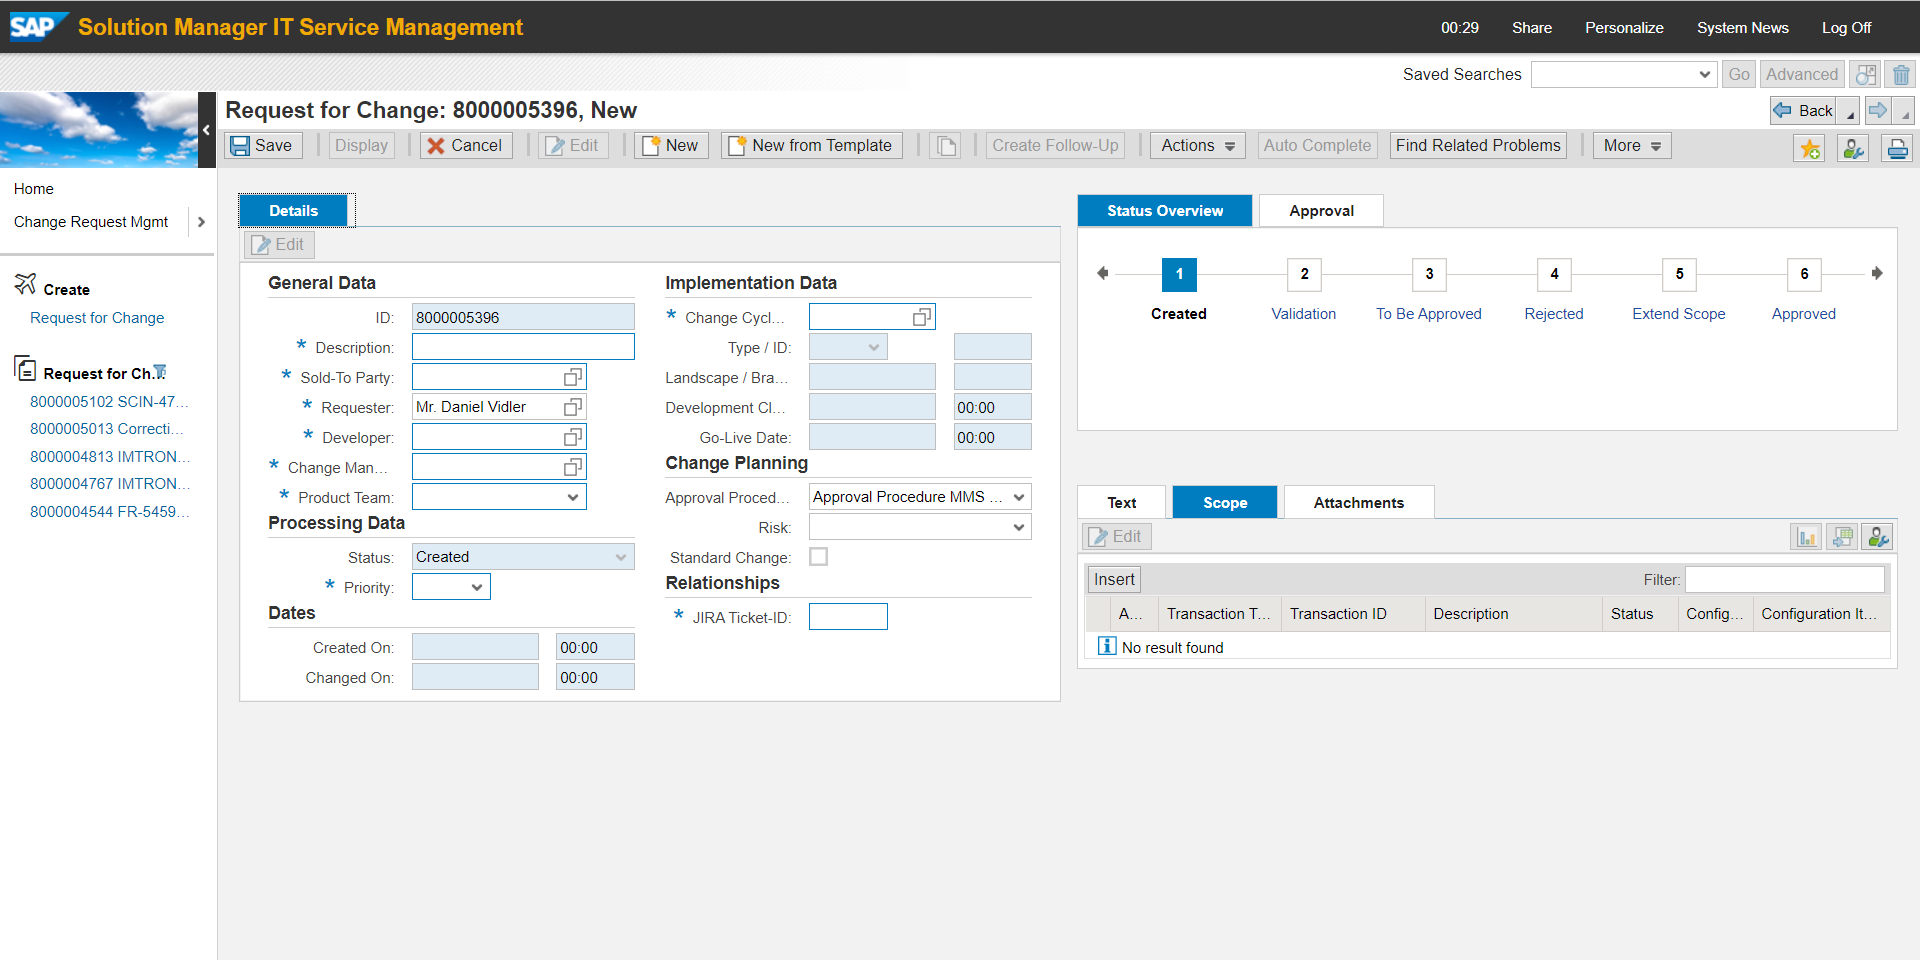 SAP Solution Manager IT Service Management
00:29 Share Personalize System News Log Off
Saved Searches Go Advanced
Request for Change: 8000005396, New
Back
Save Display Cancel Edit New New from Template Create Follow-Up Actions Auto Complete Find Related Problems More
Home
Change Request Mgmt
Create
Request for Change
Request for Ch...
8000005102 SCIN-47...
8000005013 Correcti...
8000004813 IMTRON...
8000004767 IMTRON...
8000004544 FR-5459...
Details
Edit
General Data
ID: 8000005396
* Description:
* Sold-To Party:
* Requester: Mr. Daniel Vidler
* Developer:
* Change Man...
* Product Team:
Processing Data
Status: Created
* Priority:
Dates
Created On: 00:00
Changed On: 00:00
Implementation Data
* Change Cycl...
Type / ID:
Landscape / Bra...
Development Cl... 00:00
Go-Live Date: 00:00
Change Planning
Approval Proced... Approval Procedure MMS ...
Risk:
Standard Change:
Relationships
* JIRA Ticket-ID:
Status Overview Approval
1 2 3 4 5 6
Created Validation To Be Approved Rejected Extend Scope Approved
Text Scope Attachments
Edit
Insert Filter:
A... Transaction T... Transaction ID Description Status Config... Configuration It...
No result found